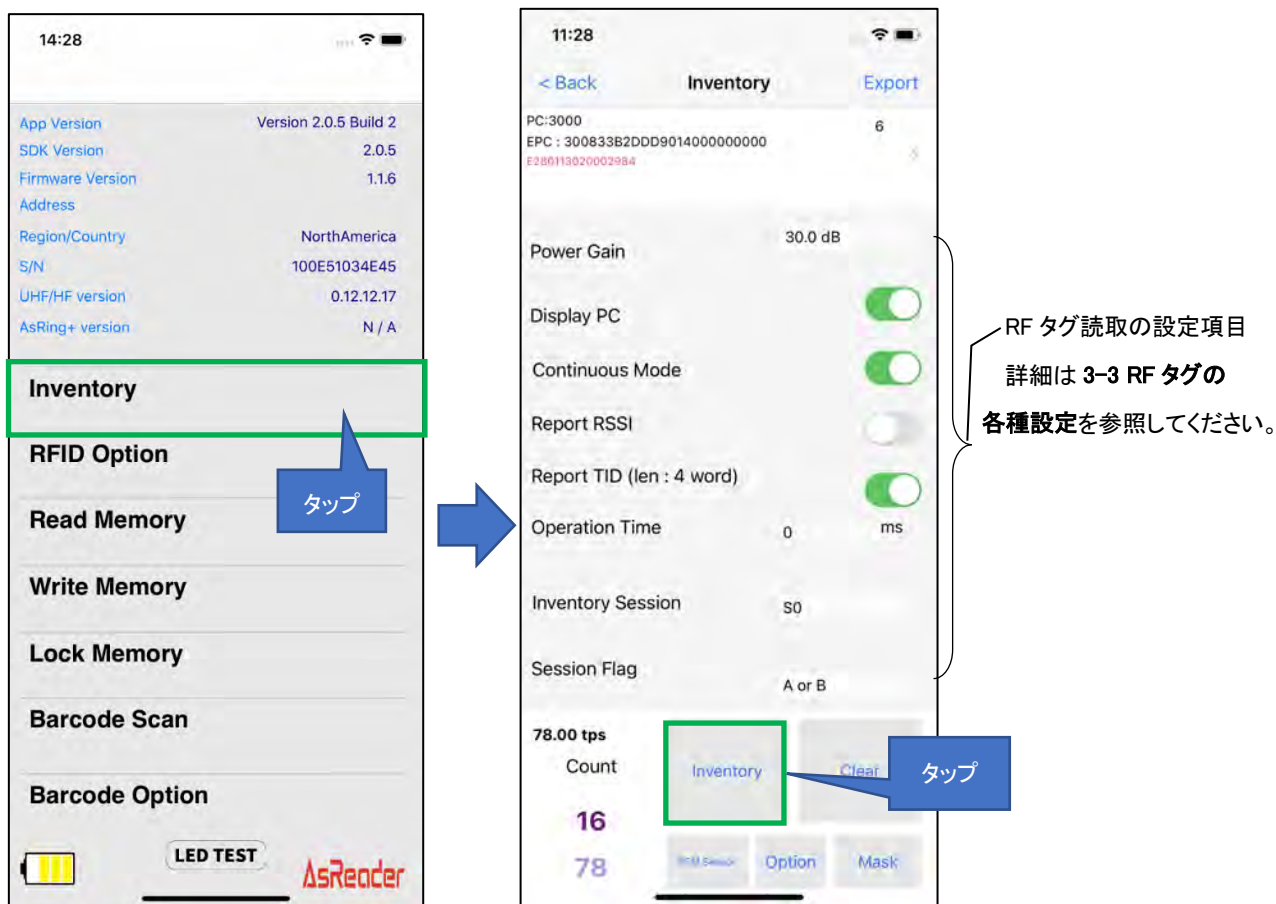 14:28
App Version Version 2.0.5 Build 2
SDK Version 2.0.5
Firmware Version 1.1.6
Address
Region/Country NorthAmerica
S/N 100E51034E45
UHF/HF version 0.12.12.17
AsRing+ version N / A
Inventory
RFID Option
タップ
Read Memory
Write Memory
Lock Memory
Barcode Scan
Barcode Option
LED TEST
AsReader
11:28
< Back Inventory Export
PC:3000 6
EPC : 300833B2DDD9014000000000
E280113020002984
Power Gain 30.0 dB
Display PC
Continuous Mode
Report RSSI
Report TID (len : 4 word)
Operation Time 0 ms
Inventory Session S0
Session Flag A or B
78.00 tps
Count
16
78
Inventory
Clear
タップ
Option
Mask
RF タグ読取の設定項目
詳細は 3-3 RF タグの
各種設定を参照してください。